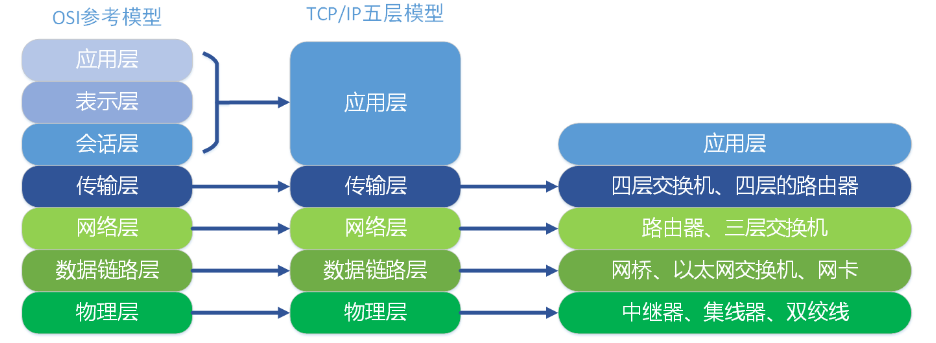 OSI参考模型
TCP/IP五层模型
应用层
表示层
会话层
传输层
网络层
数据链路层
物理层
应用层
传输层
网络层
数据链路层
物理层
应用层
四层交换机、四层的路由器
路由器、三层交换机
网桥、以太网交换机、网卡
中继器、集线器、双绞线